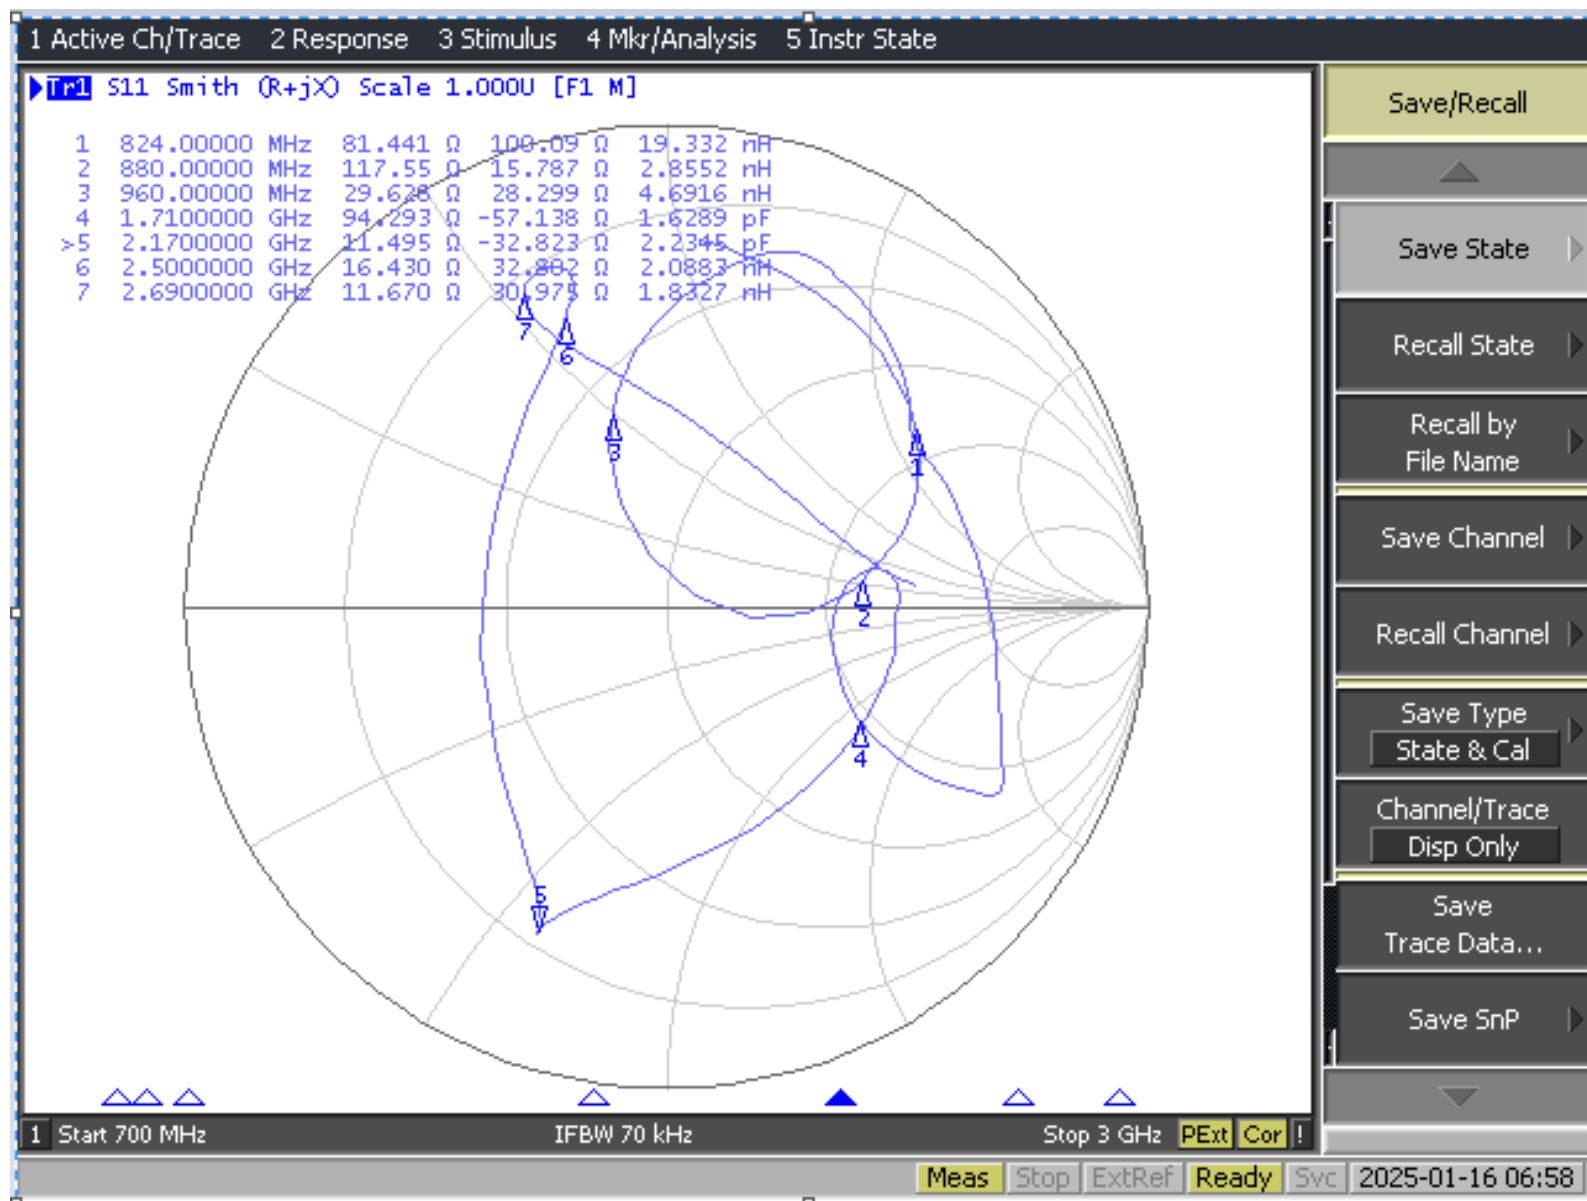 1 Active Ch/Trace 2 Response 3 Stimulus 4 Mkr/Analysis 5 Instr State
Tr1 S11 Smith (R+jX) Scale 1.000U [F1 M]
1 824.00000 MHz 81.441 Ω 100.09 Ω 19.332 nH
2 880.00000 MHz 117.55 Ω 15.787 Ω 2.8552 nH
3 960.00000 MHz 29.628 Ω 28.299 Ω 4.6916 nH
4 1.7100000 GHz 94.293 Ω -57.138 Ω 1.6289 pF
>5 2.1700000 GHz 11.495 Ω -32.823 Ω 2.2345 pF
6 2.5000000 GHz 16.430 Ω 32.802 Ω 2.0883 nH
7 2.6900000 GHz 11.670 Ω 30.975 Ω 1.8327 nH
7
6
3
1
2
4
5
1 Start 700 MHz IFBW 70 kHz Stop 3 GHz PExt Cor !
Save/Recall
Save State
Recall State
Recall by
File Name
Save Channel
Recall Channel
Save Type
State & Cal
Channel/Trace
Disp Only
Save
Trace Data...
Save SnP
Meas Stop ExtRef Ready Svc 2025-01-16 06:58